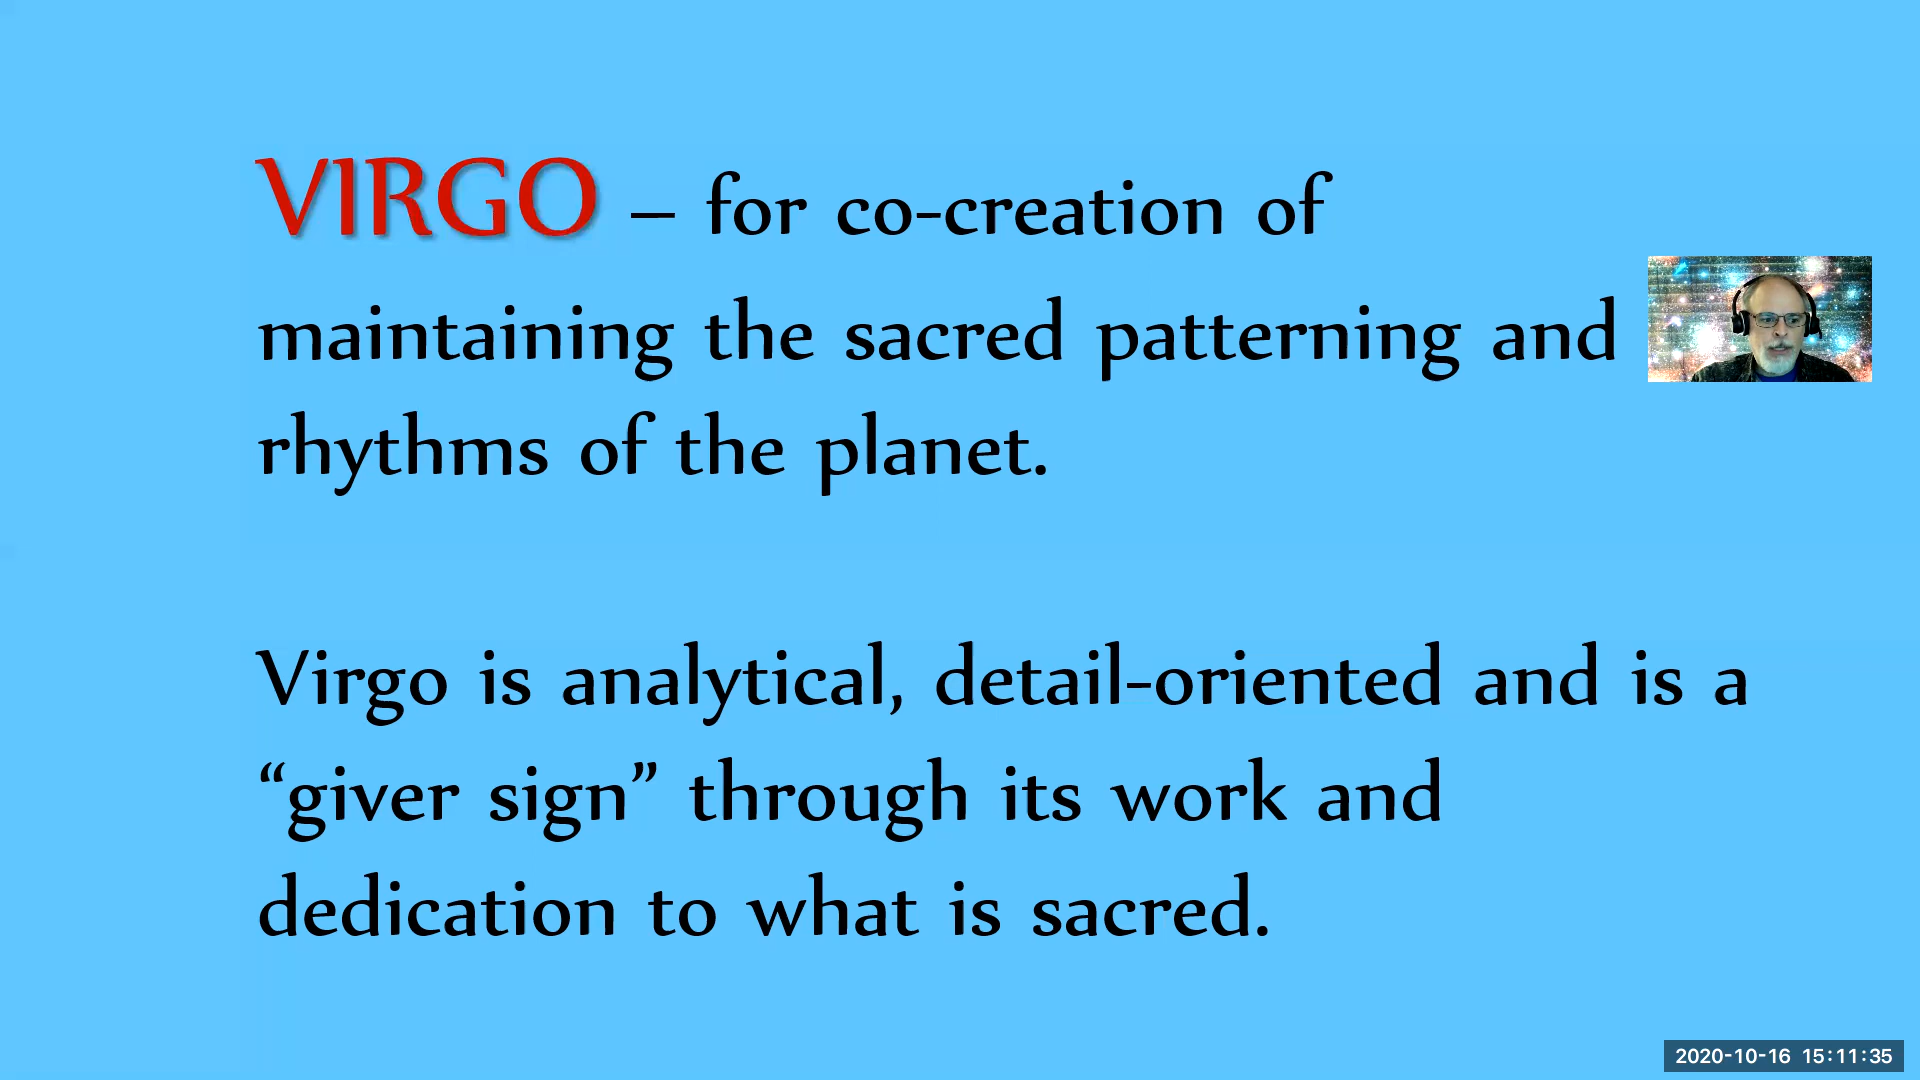 VIRGO – for co-creation of
maintaining the sacred patterning and
rhythms of the planet.
Virgo is analytical, detail-oriented and is a
“giver sign” through its work and
dedication to what is sacred.
2020-10-16 15:11:35